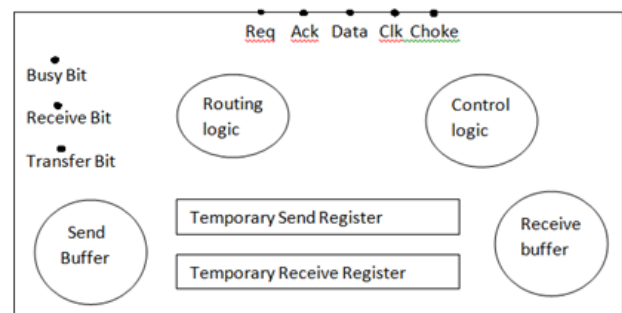 Req Ack Data Clk Choke
Busy Bit
Receive Bit
Transfer Bit
Routing
logic
Control
logic
Send
Buffer
Temporary Send Register
Temporary Receive Register
Receive
buffer